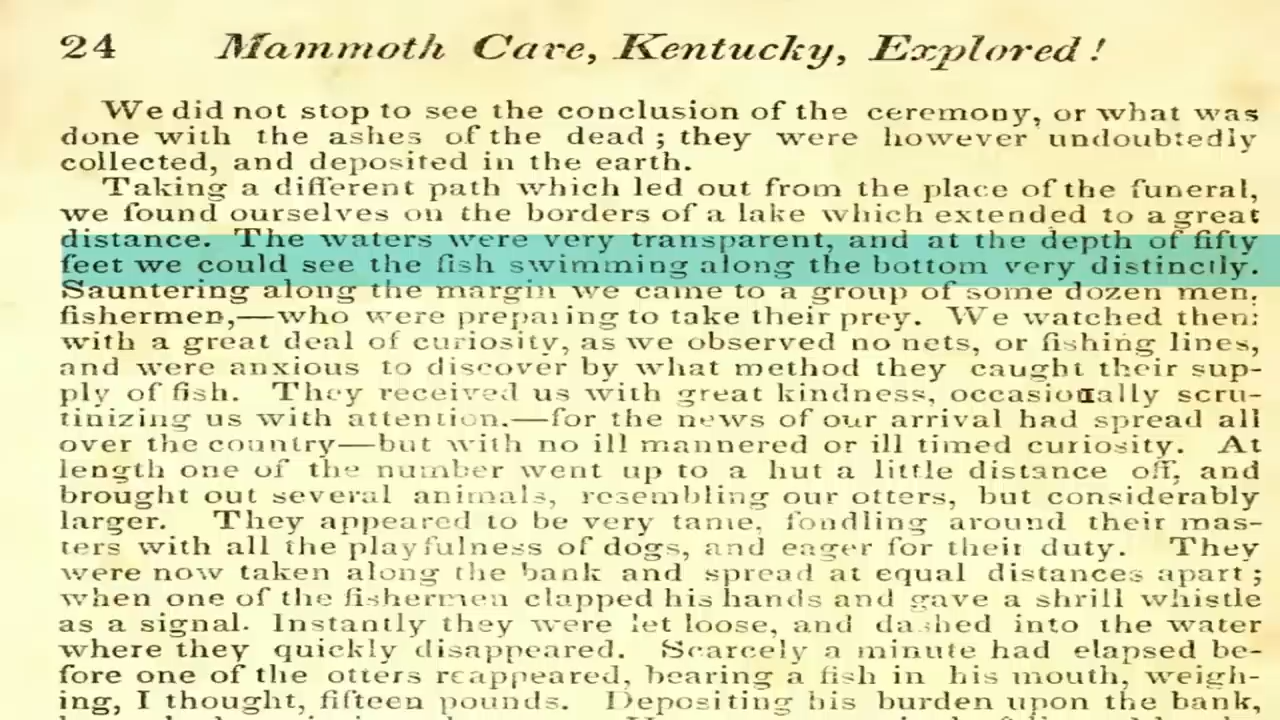 24 Mammoth Cave, Kentucky, Explored!
We did not stop to see the conclusion of the ceremony, or what was
done with the ashes of the dead; they were however undoubtedly
collected, and deposited in the earth.
Taking a different path which led out from the place of the funeral,
we found ourselves on the borders of a lake which extended to a great
distance. The waters were very transparent, and at the depth of fifty
feet we could see the fish swimming along the bottom very distinctly.
Sauntering along the margin we came to a group of some dozen men,
fishermen,—who were preparing to take their prey. We watched them
with a great deal of curiosity, as we observed no nets, or fishing lines,
and were anxious to discover by what method they caught their sup-
ply of fish. They received us with great kindness, occasionally scru-
tinizing us with attention.—for the news of our arrival had spread all
over the country—but with no ill mannered or ill timed curiosity. At
length one of the number went up to a hut a little distance off, and
brought out several animals, resembling our otters, but considerably
larger. They appeared to be very tame, fondling around their mas-
ters with all the playfulness of dogs, and eager for their duty. They
were now taken along the bank and spread at equal distances apart;
when one of the fishermen clapped his hands and gave a shrill whistle
as a signal. Instantly they were let loose, and dashed into the water
where they quickly disappeared. Scarcely a minute had elapsed be-
fore one of the otters reappeared, bearing a fish in his mouth, weigh-
ing, I thought, fifteen pounds. Depositing his burden upon the bank,